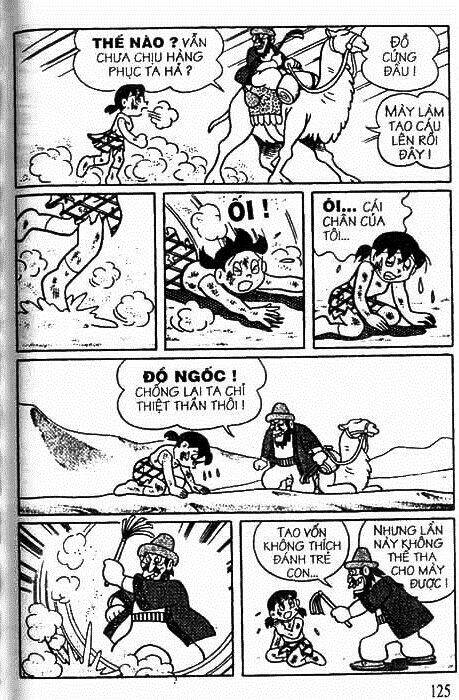 THẾ NÀO ? VẪN
CHƯA CHỊU HÀNG
PHỤC TA HẢ ?
ĐỒ
CỨNG
ĐẦU !
MÀY LÀM
TAO CÁU
LÊN RỒI
ĐÂY !
ỐI !
ÔI... CÁI
CHÂN CỦA
TÔI...
ĐỒ NGỐC !
CHỐNG LẠI TA CHỈ
THIỆT THÂN THÔI !
TAO VỐN
KHÔNG THÍCH
ĐÁNH TRẺ
CON...
NHƯNG LẦN
NÀY KHÔNG
THỂ THA
CHO MÀY
ĐƯỢC !
125